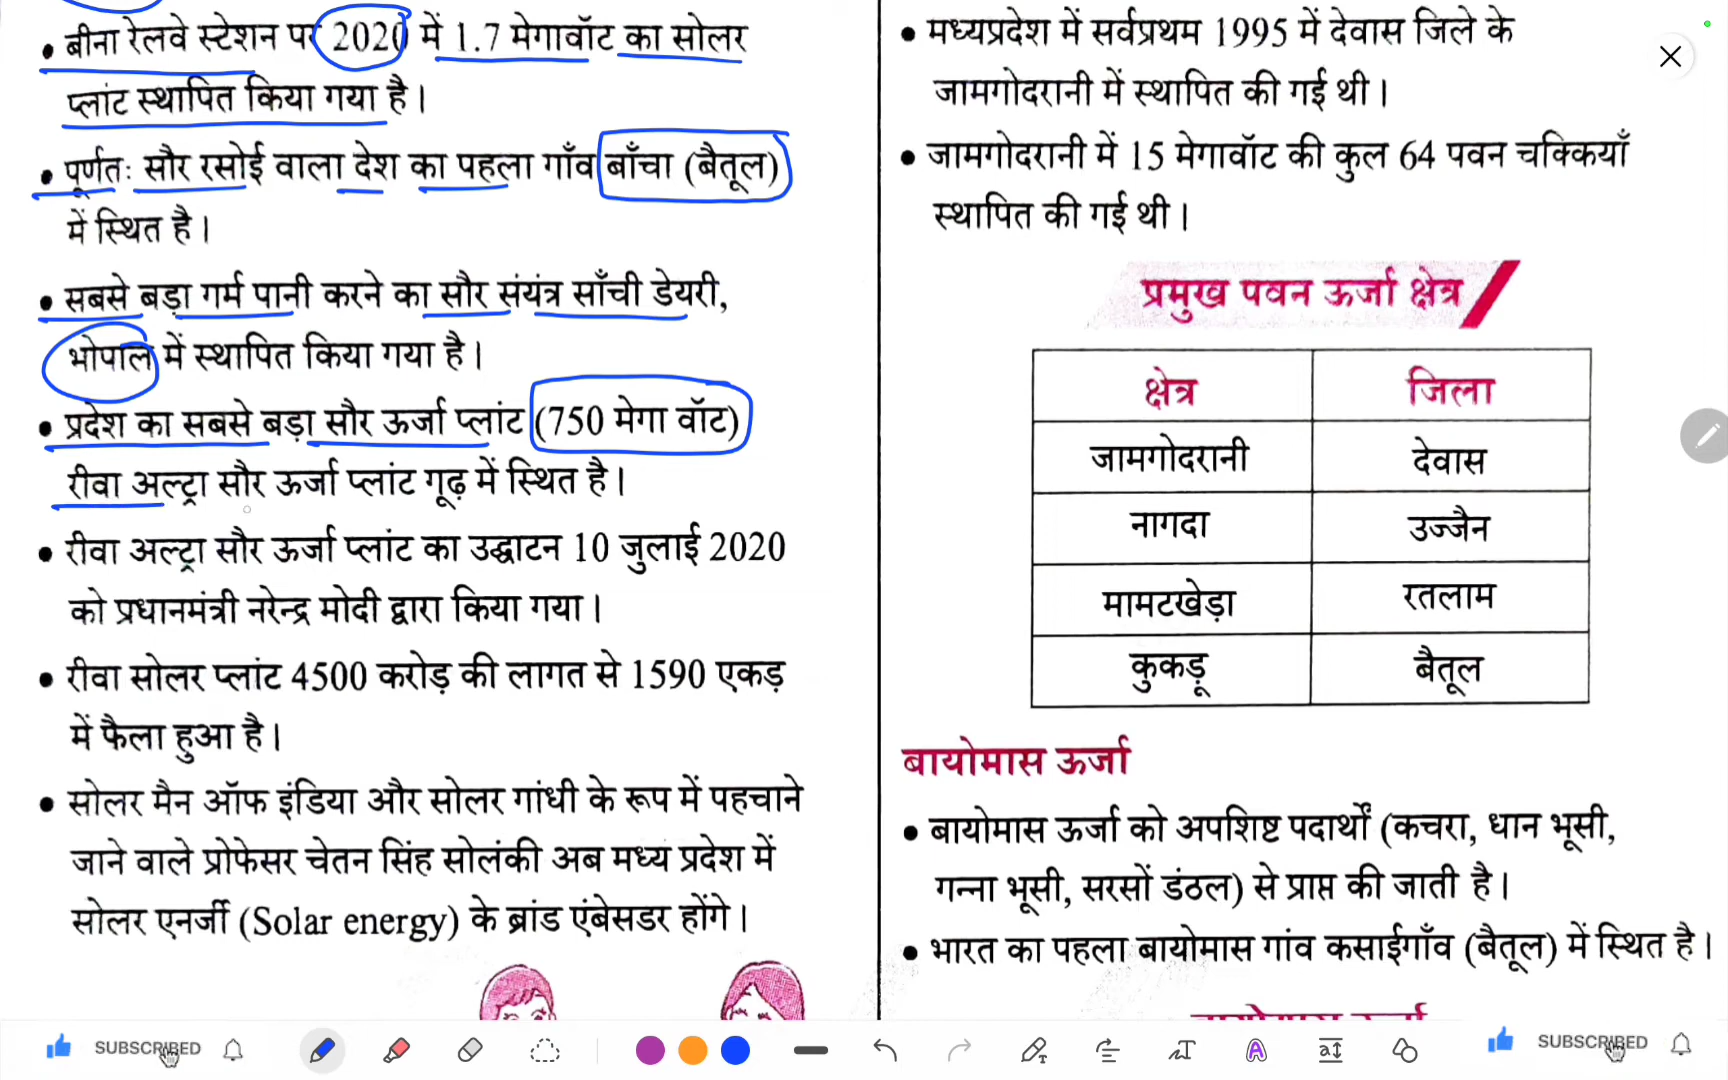 • बीना रेलवे स्टेशन पर 2020 में 1.7 मेगावॉट का सोलर
प्लांट स्थापित किया गया है।
• पूर्णतः सौर रसोई वाला देश का पहला गाँव बाँचा (बैतूल)
में स्थित है।
• सबसे बड़ा गर्म पानी करने का सौर संयंत्र साँची डेयरी,
भोपाल में स्थापित किया गया है।
• प्रदेश का सबसे बड़ा सौर ऊर्जा प्लांट (750 मेगा वॉट)
रीवा अल्ट्रा सौर ऊर्जा प्लांट गूढ़ में स्थित है।
• रीवा अल्ट्रा सौर ऊर्जा प्लांट का उद्घाटन 10 जुलाई 2020
को प्रधानमंत्री नरेन्द्र मोदी द्वारा किया गया।
• रीवा सोलर प्लांट 4500 करोड़ की लागत से 1590 एकड़
में फैला हुआ है।
• सोलर मैन ऑफ इंडिया और सोलर गांधी के रूप में पहचाने
जाने वाले प्रोफेसर चेतन सिंह सोलंकी अब मध्य प्रदेश में
सोलर एनर्जी (Solar energy) के ब्रांड एंबेसडर होंगे।
• मध्यप्रदेश में सर्वप्रथम 1995 में देवास जिले के
जामगोदरानी में स्थापित की गई थी।
• जामगोदरानी में 15 मेगावॉट की कुल 64 पवन चक्कियाँ
स्थापित की गई थी।
प्रमुख पवन ऊर्जा क्षेत्र
क्षेत्र जिला
जामगोदरानी देवास
नागदा उज्जैन
मामटखेड़ा रतलाम
कुकड़ू बैतूल
बायोमास ऊर्जा
• बायोमास ऊर्जा को अपशिष्ट पदार्थों (कचरा, धान भूसी,
गन्ना भूसी, सरसों डंठल) से प्राप्त की जाती है।
• भारत का पहला बायोमास गांव कसाईगाँव (बैतूल) में स्थित है।
SUBSCRIBED
SUBSCRIBED